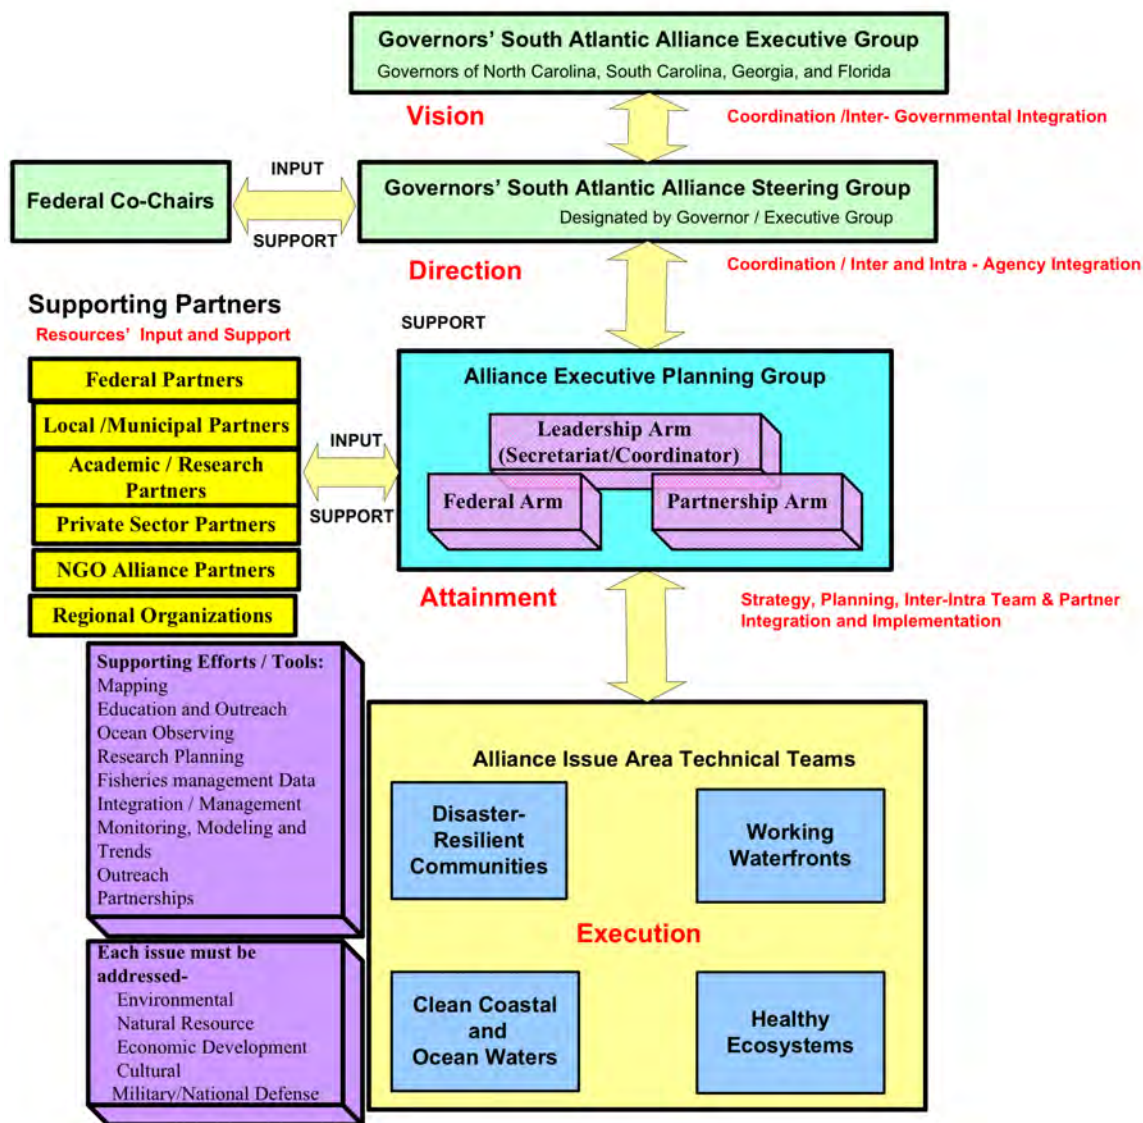 Governors' South Atlantic Alliance Executive Group
Governors of North Carolina, South Carolina, Georgia, and Florida
Vision
Coordination /Inter- Governmental Integration
Federal Co-Chairs
INPUT
SUPPORT
Governors' South Atlantic Alliance Steering Group
Designated by Governor / Executive Group
Direction
Coordination / Inter and Intra - Agency Integration
SUPPORT
Supporting Partners
Resources' Input and Support
Federal Partners
Local /Municipal Partners
Academic / Research
Partners
Private Sector Partners
NGO Alliance Partners
Regional Organizations
INPUT
SUPPORT
Alliance Executive Planning Group
Leadership Arm
(Secretariat/Coordinator)
Federal Arm
Partnership Arm
Attainment
Strategy, Planning, Inter-Intra Team & Partner
Integration and Implementation
Supporting Efforts / Tools:
Mapping
Education and Outreach
Ocean Observing
Research Planning
Fisheries management Data
Integration / Management
Monitoring, Modeling and
Trends
Outreach
Partnerships
Each issue must be
addressed-
Environmental
Natural Resource
Economic Development
Cultural
Military/National Defense
Alliance Issue Area Technical Teams
Disaster-
Resilient
Communities
Working
Waterfronts
Execution
Clean Coastal
and
Ocean Waters
Healthy
Ecosystems